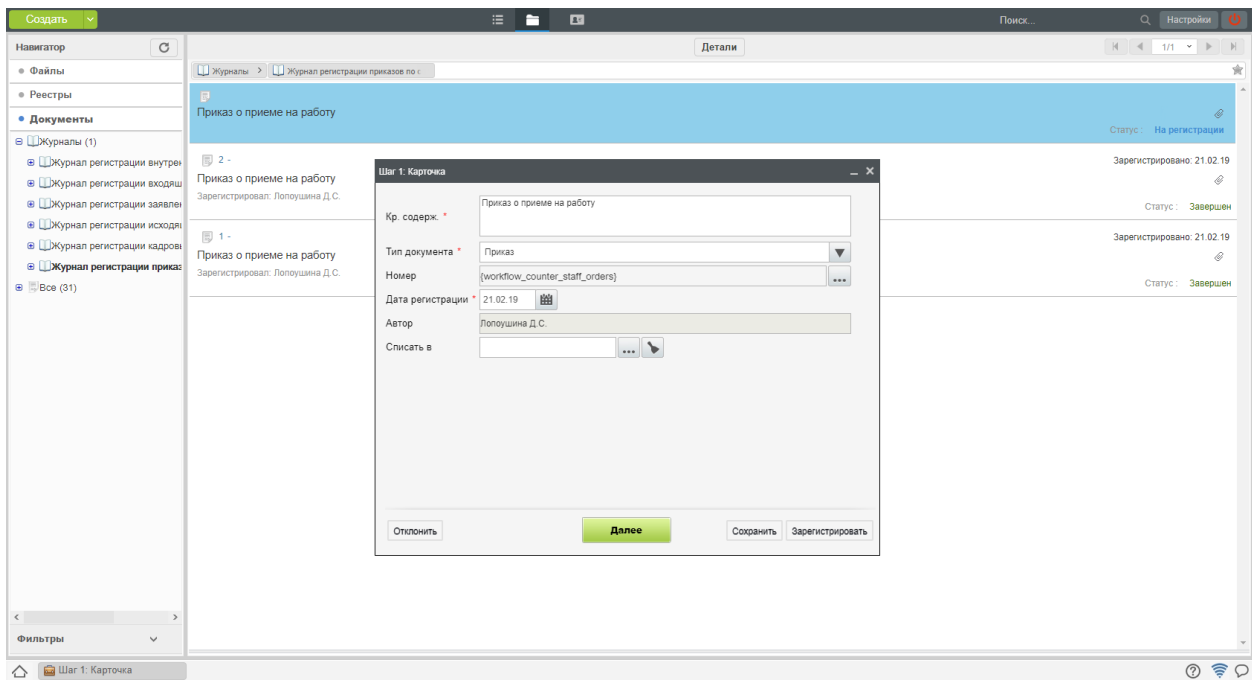 Создать
Поиск...
Настройки
Навигатор
Детали
1/1
Файлы
Журналы > Журнал регистрации приказов по
Реестры
Документы
Журналы (1)
Журнал регистрации внутрен
Журнал регистрации входящ
Журнал регистрации заявлен
Журнал регистрации исходящ
Журнал регистрации кадровы
Журнал регистрации приказ
Все (31)
Фильтры
Приказ о приеме на работу
Статус : На регистрации
2 -
Зарегистрировано: 21.02.19
Приказ о приеме на работу
Зарегистрировал: Лопоушина Д.С.
Статус : Завершен
1 -
Зарегистрировано: 21.02.19
Приказ о приеме на работу
Зарегистрировал: Лопоушина Д.С.
Статус : Завершен
Шаг 1: Карточка
Кр. содерж. * Приказ о приеме на работу
Тип документа * Приказ
Номер {workflow_counter_staff_orders}
Дата регистрации * 21.02.19
Автор Лопоушина Д.С.
Списать в
Отклонить Далее Сохранить Зарегистрировать
Шаг 1: Карточка